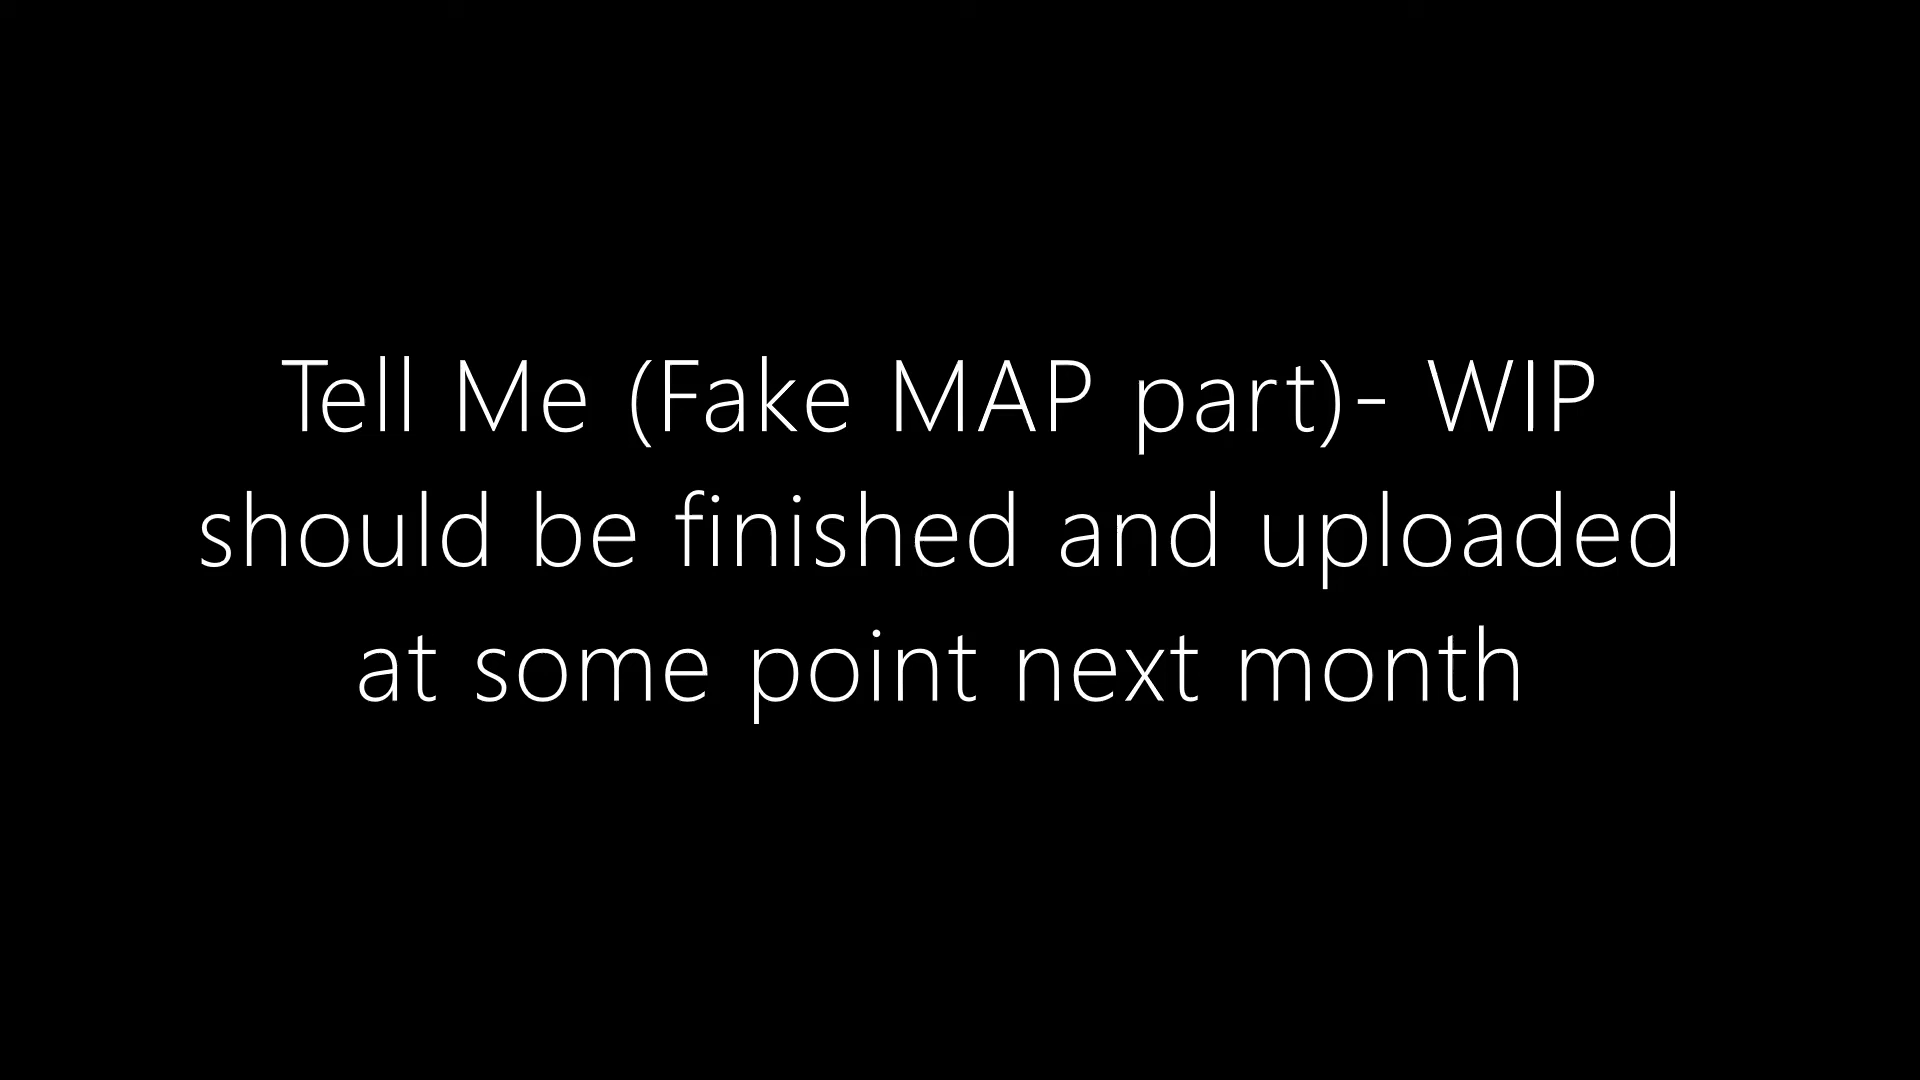 Tell Me (Fake MAP part)- WIP
should be finished and uploaded
at some point next month